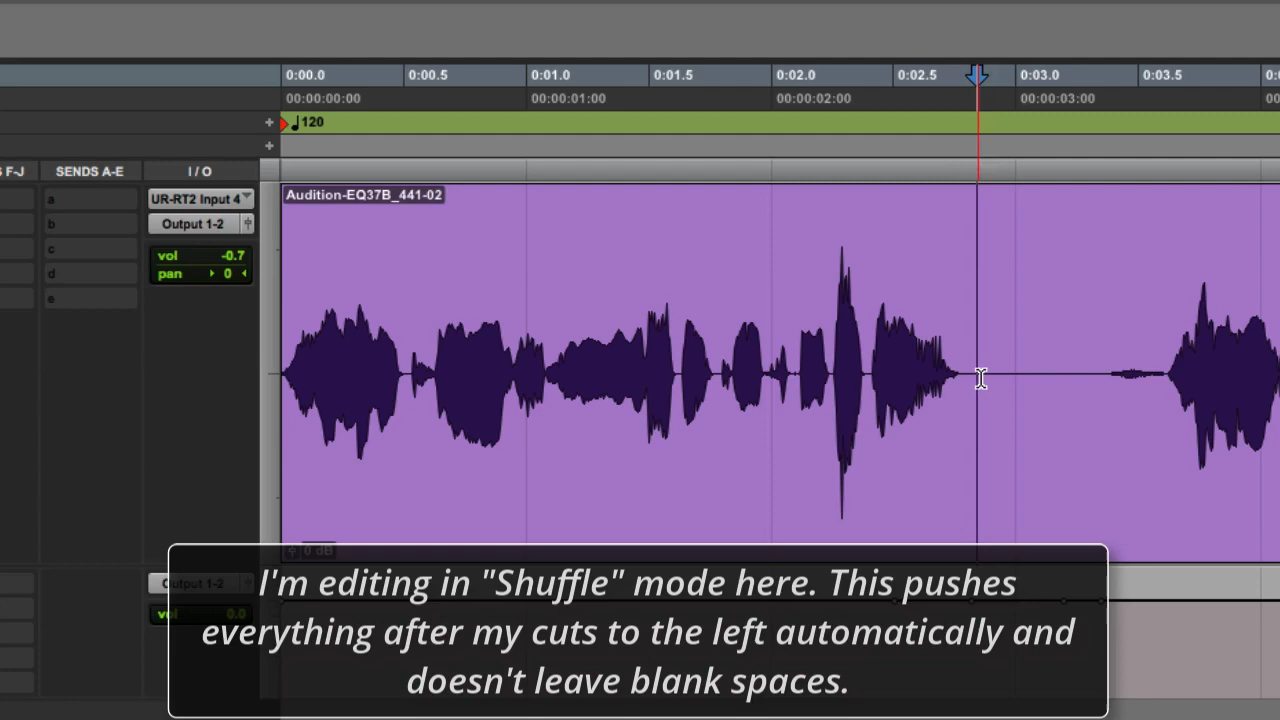 0:00.0 0:00.5 0:01.0 0:01.5 0:02.0 0:02.5 0:03.0 0:03.5
00:00:00:00 00:00:01:00 00:00:02:00 00:00:03:00
+ 120
+
F-J SENDS A-E I / O
Audition-EQ37B_441-02
a UR-RT2 Input 4
b Output 1-2
c
vol -0.7
d
pan 0
e
0 dB
Output 1-2
vol 0.0
I'm editing in "Shuffle" mode here. This pushes
everything after my cuts to the left automatically and
doesn't leave blank spaces.